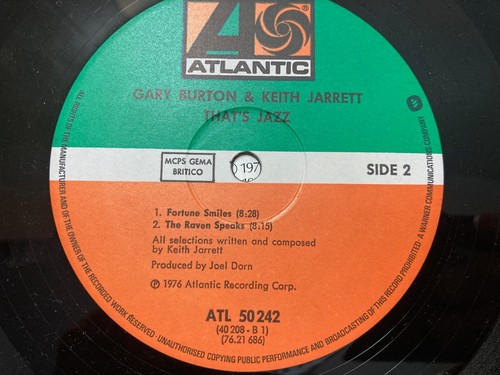 ATLANTIC
GARY BURTON & KEITH JARRETT
THAT'S JAZZ
MCPS GEMA
BRITICO
197
SIDE 2
1. Fortune Smiles (8:28)
2. The Raven Speaks (8:15)
All selections written and composed
by Keith Jarrett
Produced by Joel Dorn
℗ 1976 Atlantic Recording Corp.
ATL 50 242
(40 208 - B 1)
(76.21 686)
ALL RIGHTS OF THE MANUFACTURER AND OF THE OWNER OF THE RECORDED WORK RESERVED · UNAUTHORISED COPYING PUBLIC PERFORMANCE AND BROADCASTING OF THIS RECORD PROHIBITED · A WARNER COMMUNICATIONS COMPANY